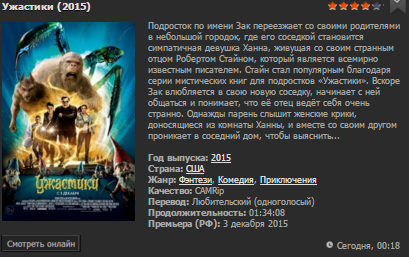 Ужастики (2015)
Подросток по имени Зак переезжает со своими родителями
в небольшой городок, где его соседкой становится
симпатичная девушка Ханна, живущая со своим странным
отцом Робертом Стайном, который является всемирно
известным писателем. Стайн стал популярным благодаря
серии мистических книг для подростков «Ужастики». Вскоре
Зак влюбляется в свою новую соседку, начинает с ней
общаться и понимает, что её отец ведёт себя очень
странно. Однажды парень слышит женские крики,
доносящиеся из комнаты Ханны, и вместе со своим другом
проникает в соседний дом, чтобы выяснить...
Ужастики
С 3 ДЕКАБРЯ
Год выпуска: 2015
Страна: США
Жанр: Фэнтези, Комедия, Приключения
Качество: CAMRip
Перевод: Любительский (одноголосый)
Продолжительность: 01:34:08
Премьера (РФ): 3 декабря 2015
Смотреть онлайн
Сегодня, 00:18